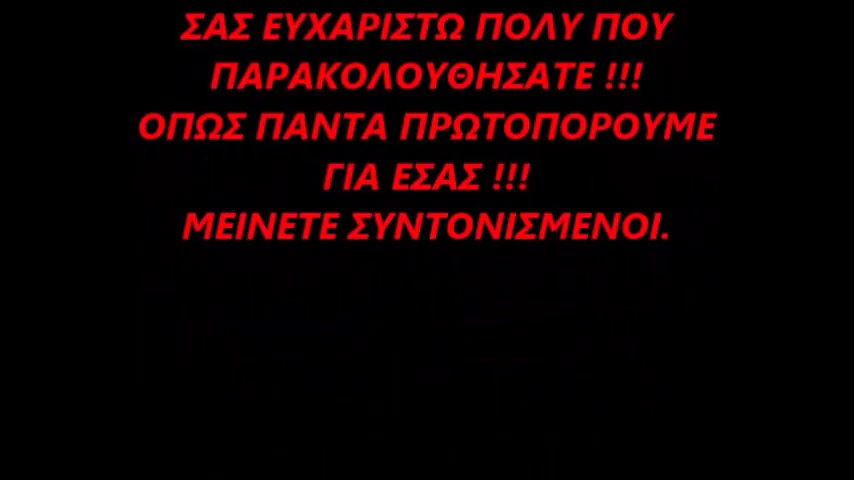 ΣΑΣ ΕΥΧΑΡΙΣΤΩ ΠΟΛΥ ΠΟΥ
ΠΑΡΑΚΟΛΟΥΘΗΣΑΤΕ !!!
ΟΠΩΣ ΠΑΝΤΑ ΠΡΩΤΟΠΟΡΟΥΜΕ
ΓΙΑ ΕΣΑΣ !!!
ΜΕΙΝΕΤΕ ΣΥΝΤΟΝΙΣΜΕΝΟΙ.